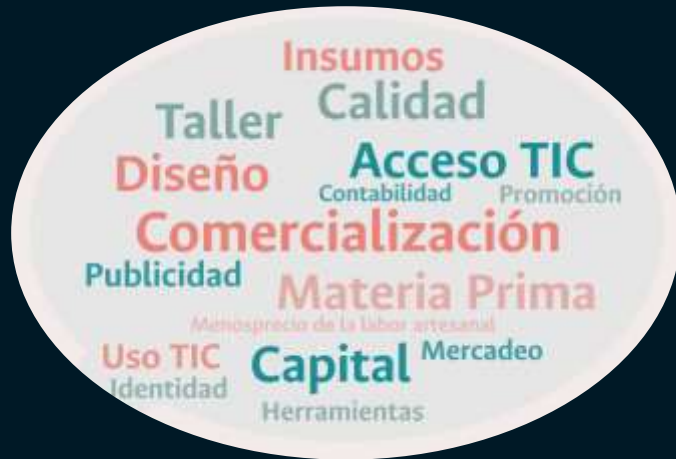 Insumos
Calidad
Taller
Acceso TIC
Diseño
Contabilidad Promoción
Comercialización
Publicidad
Materia Prima
Menosprecio de la labor artesanal
Uso TIC
Capital
Mercadeo
Identidad
Herramientas